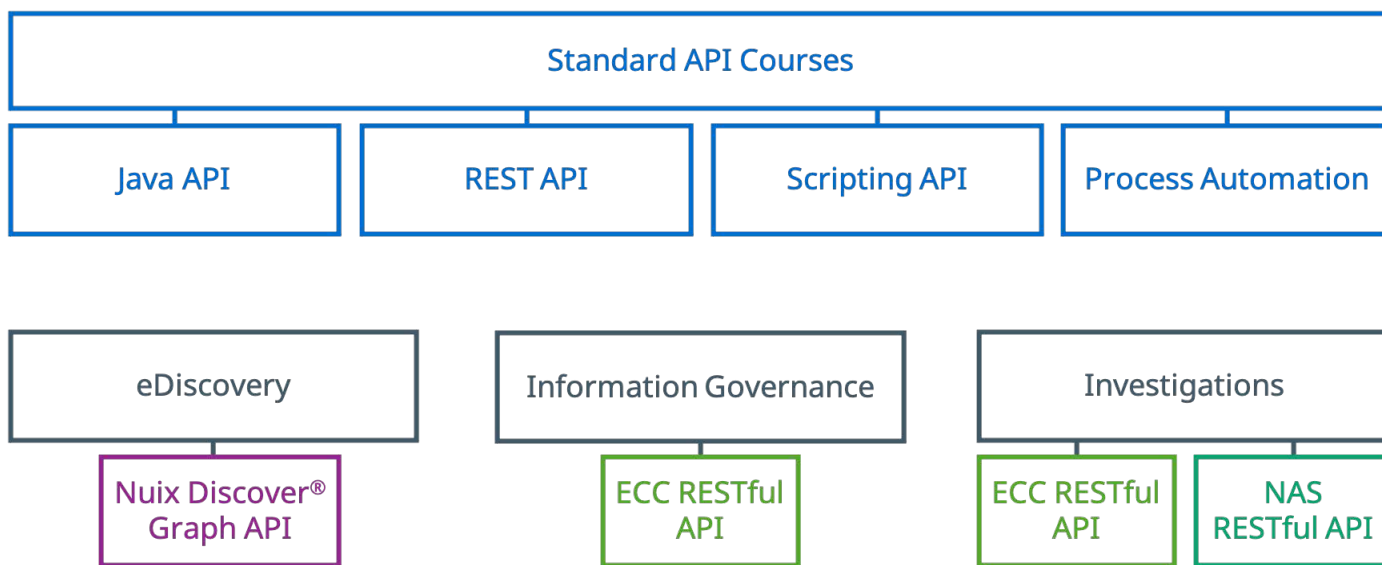 Standard API Courses
Java API
REST API
Scripting API
Process Automation
eDiscovery
Information Governance
Investigations
Nuix Discover®
Graph API
ECC RESTful
API
ECC RESTful
API
NAS
RESTful API